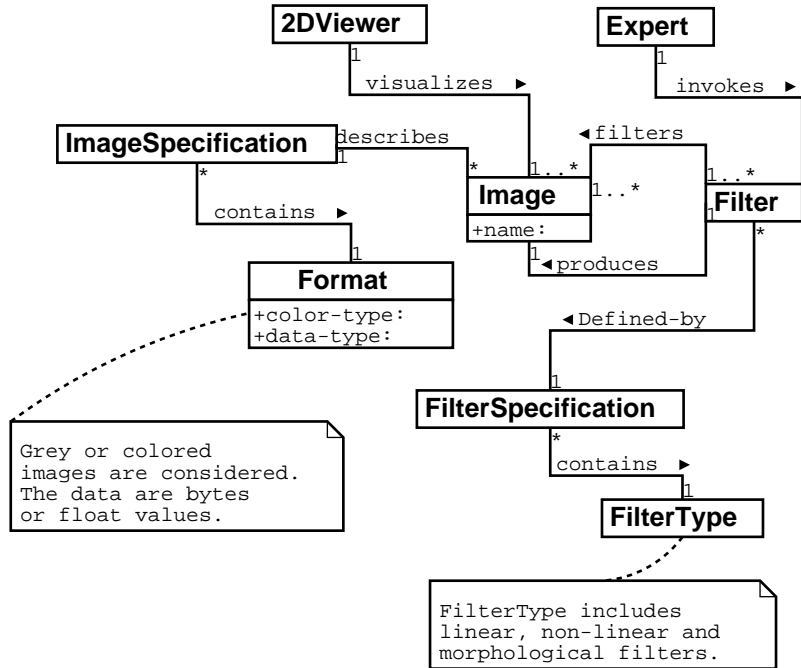 2DViewer
Expert
1
1
visualizes ►
invokes ►
ImageSpecification
describes
◄filters
1
*
*
1..*
1..*
1..*
Image
Filter
contains ►
+name:
1
*
1
1
◄produces
Format
+color-type:
+data-type:
◄Defined-by
1
FilterSpecification
*
Grey or colored
images are considered.
The data are bytes
or float values.
contains ►
1
FilterType
FilterType includes
linear, non-linear and
morphological filters.